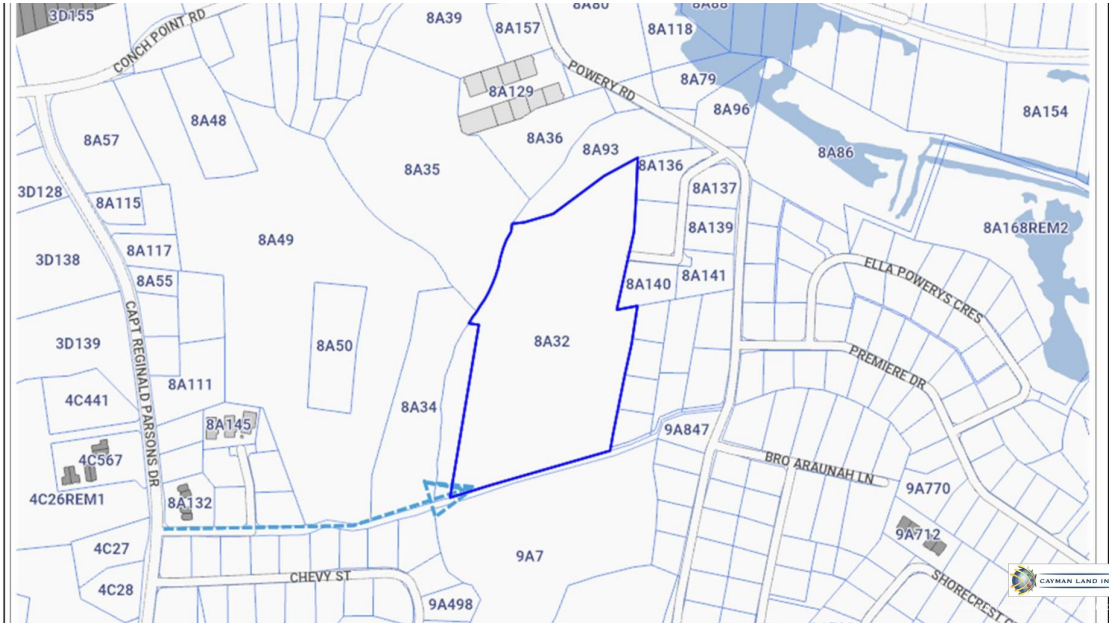 3D155
CONCH POINT RD
8A39
8A157
8A80
8A118
8A88
POWERY RD
8A79
8A129
8A96
8A154
8A48
8A57
8A36
8A93
8A86
8A35
8A136
3D128
8A115
8A137
8A139
8A168REM2
8A49
8A117
3D138
8A55
8A140
8A141
ELLA POWERYS CRES
CAPT REGINALD PARSONS DR
3D139
8A50
8A32
PREMIERE DR
8A111
4C441
8A34
8A145
9A847
4C567
BRO ARAUNAH LN
4C26REM1
8A132
9A770
9A712
4C27
9A7
4C28
CHEVY ST
9A498
SHORECREST
CAYMAN LAND IN